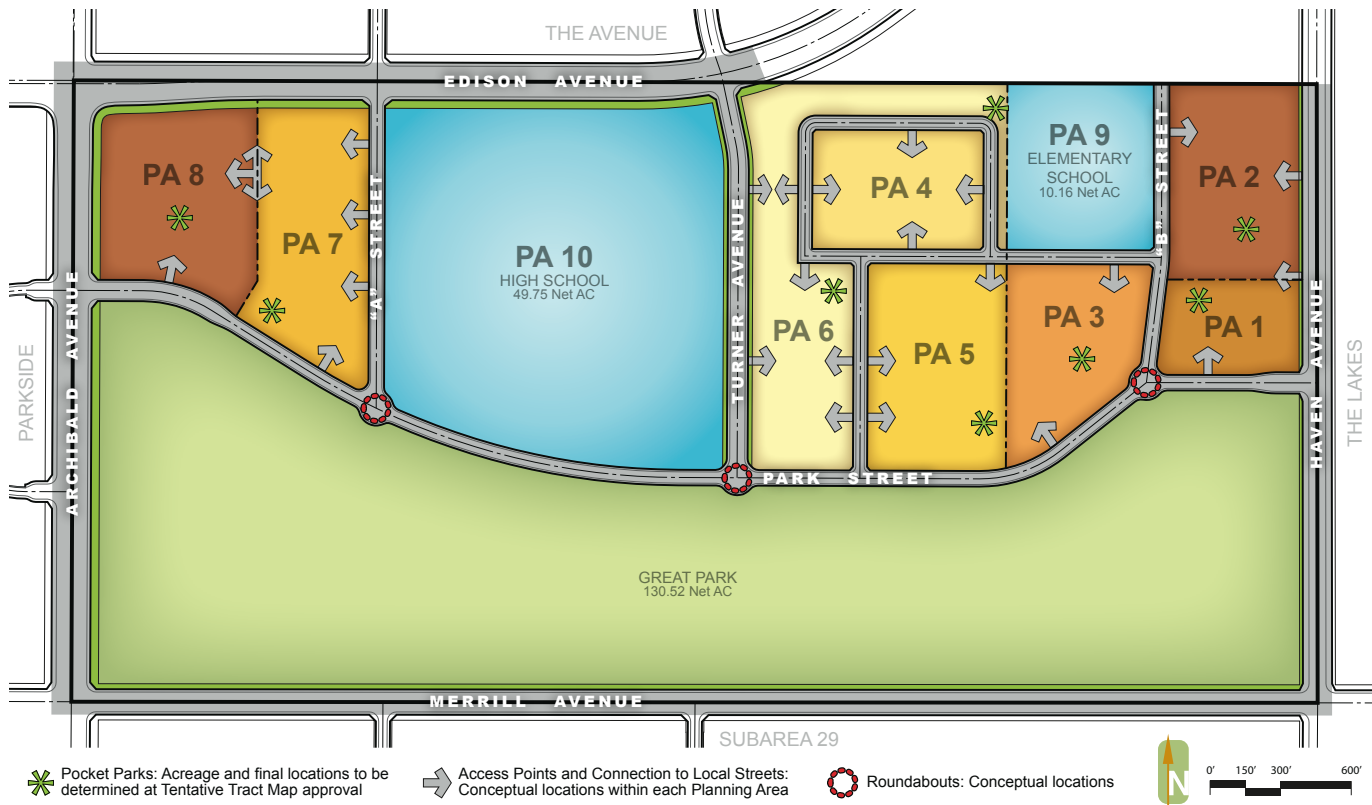 THE AVENUE
EDISON AVENUE
PA 8
PA 7
"A" STREET
PA 10
HIGH SCHOOL
49.75 Net AC
TURNER AVENUE
PA 4
PA 9
ELEMENTARY
SCHOOL
10.16 Net AC
"B" STREET
PA 2
PA 6
PA 5
PA 3
PA 1
PARKSIDE
ARCHIBALD AVENUE
HAVEN AVENUE
THE LAKES
PARK STREET
GREAT PARK
130.52 Net AC
MERRILL AVENUE
SUBAREA 29
Pocket Parks: Acreage and final locations to be
determined at Tentative Tract Map approval
Access Points and Connection to Local Streets:
Conceptual locations within each Planning Area
Roundabouts: Conceptual locations
N
0' 150' 300' 600'